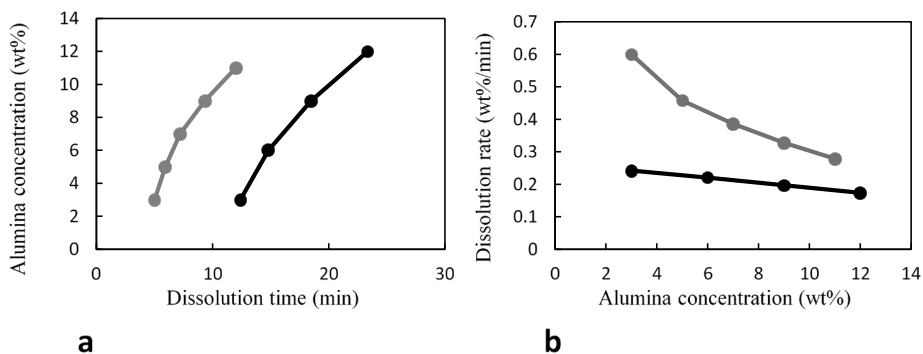 Alumina concentration (wt%)
14
12
10
8
6
4
2
0
0 10 20 30
Dissolution time (min)
a
Dissolution rate (wt%/min)
0.7
0.6
0.5
0.4
0.3
0.2
0.1
0
0 2 4 6 8 10 12 14
Alumina concentration (wt%)
b